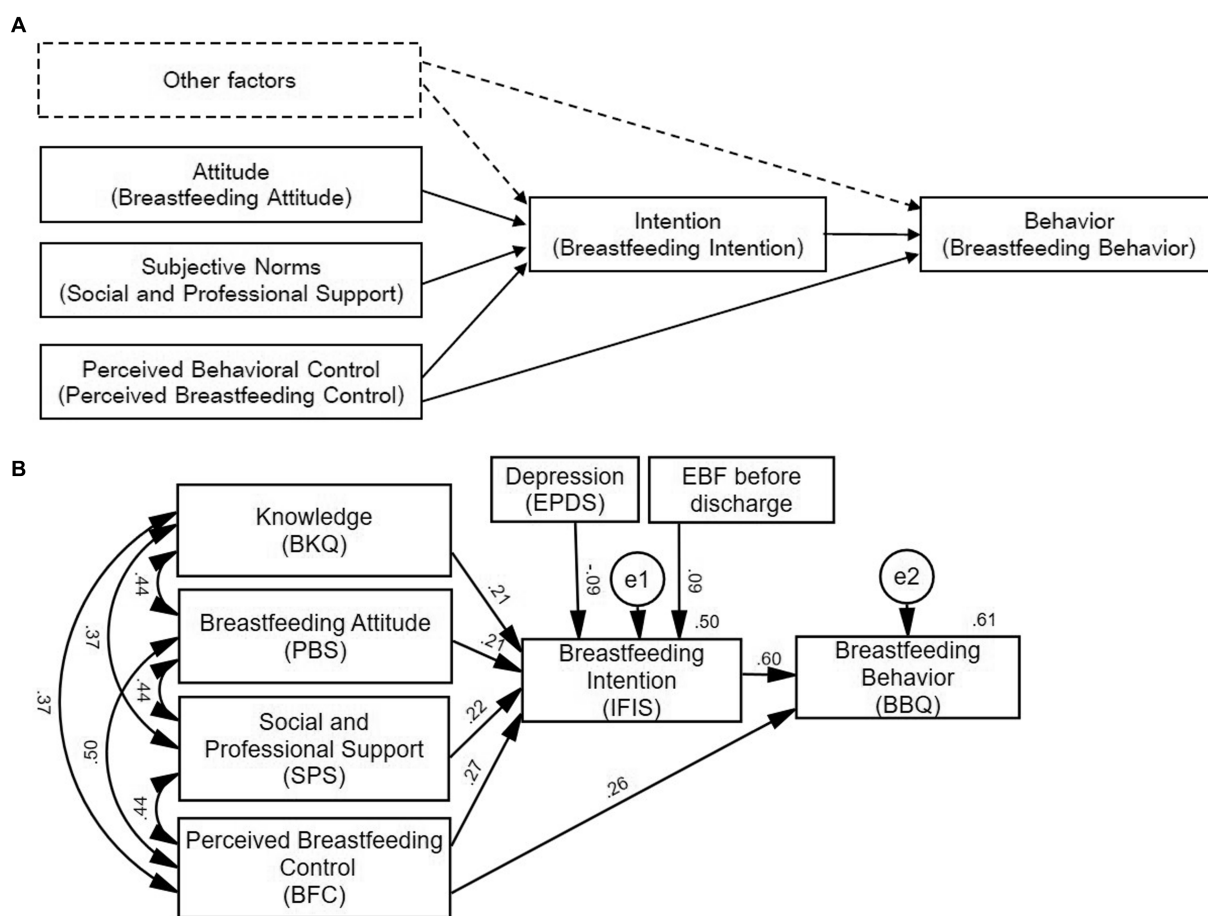 A
Other factors
Attitude
(Breastfeeding Attitude)
Subjective Norms
(Social and Professional Support)
Perceived Behavioral Control
(Perceived Breastfeeding Control)
Intention
(Breastfeeding Intention)
Behavior
(Breastfeeding Behavior)
B
Knowledge
(BKQ)
Breastfeeding Attitude
(PBS)
Social and
Professional Support
(SPS)
Perceived Breastfeeding
Control
(BFC)
.44
.37
.44
.37
.50
.44
Depression
(EPDS)
EBF before
discharge
-.09
e1
.09
.50
.21
.21
.22
.27
Breastfeeding
Intention
(IFIS)
.60
.26
e2
.61
Breastfeeding
Behavior
(BBQ)